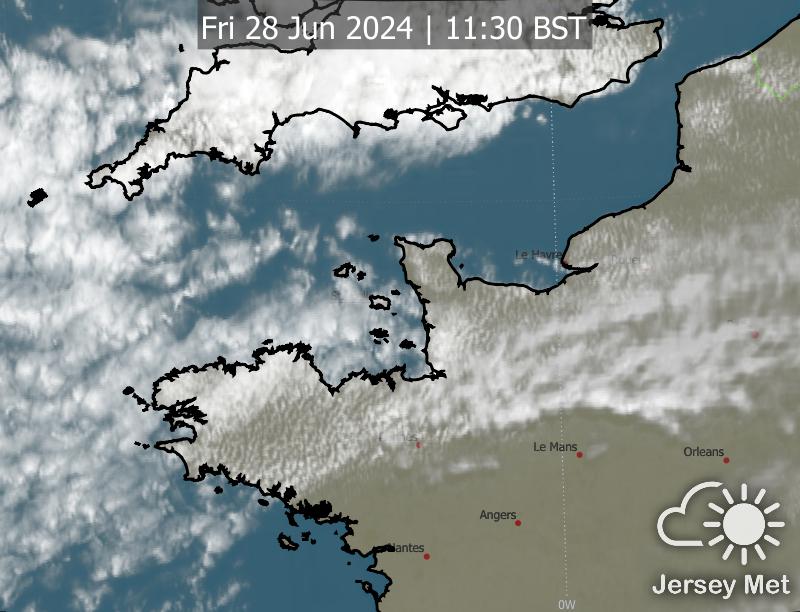 Fri 28 Jun 2024 | 11:30 BST
Le Havre
Le Mans
Orleans
Angers
Nantes
Jersey Met
0W